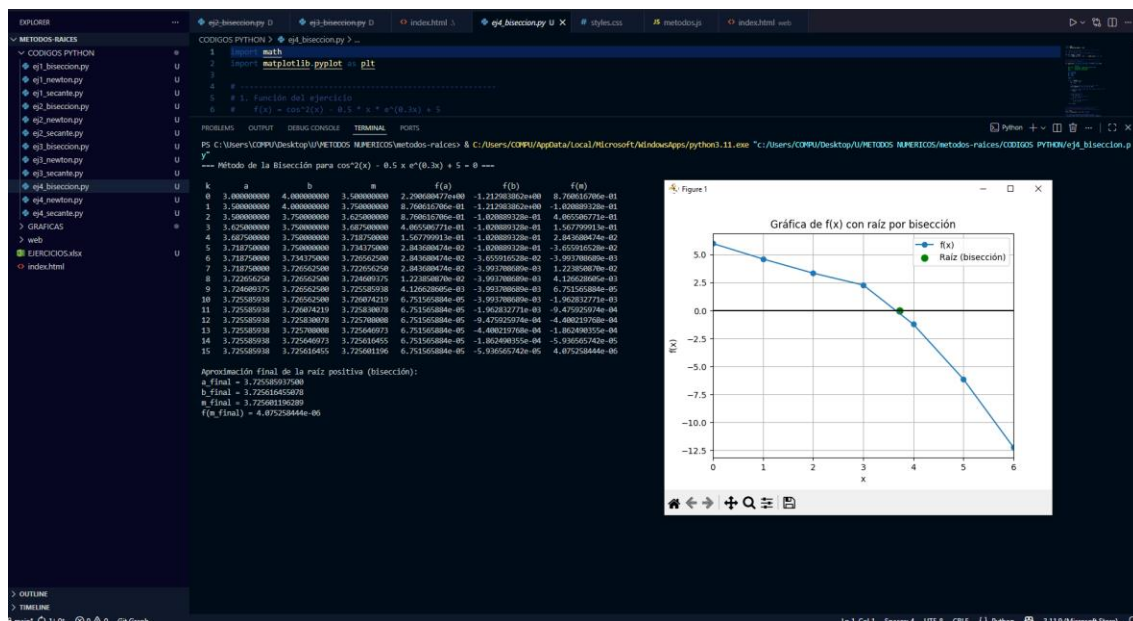 EXPLORER
METODOS-RAICES
CODIGOS PYTHON
ej1_biseccion.py U
ej1_newton.py U
ej1_secante.py U
ej2_biseccion.py U
ej2_newton.py U
ej2_secante.py U
ej3_biseccion.py U
ej3_newton.py U
ej3_secante.py U
ej4_biseccion.py U
ej4_newton.py U
ej4_secante.py U
GRAFICAS
web
EJERCICIOS.xlsx U
index.html
OUTLINE
TIMELINE
ej2_biseccion.py D ej3_biseccion.py D index.html ej4_biseccion.py U # styles.css JS metodos.js index.html web
CODIGOS PYTHON > ej4_biseccion.py > ...
1 import math
2 import matplotlib.pyplot as plt
3
4 # ----------------------------------------------------
5 # 1. Función del ejercicio
6 # f(x) = cos^2(x) - 0.5 * x * e^(0.3x) + 5
PROBLEMS OUTPUT DEBUG CONSOLE TERMINAL PORTS
Python
PS C:\Users\COMPU\Desktop\U\METODOS NUMERICOS\metodos-raices> & C:/Users/COMPU/AppData/Local/Microsoft/WindowsApps/python3.11.exe "c:/Users/COMPU/Desktop/U/METODOS NUMERICOS/metodos-raices/CODIGOS PYTHON/ej4_biseccion.p
y"
--- Método de la Bisección para cos^2(x) - 0.5 x e^(0.3x) + 5 = 0 ---
k a b m f(a) f(b) f(m)
0 3.000000000 4.000000000 3.500000000 2.290680477e+00 -1.212983862e+00 8.760616706e-01
1 3.500000000 4.000000000 3.750000000 8.760616706e-01 -1.212983862e+00 -1.020889328e-01
2 3.500000000 3.750000000 3.625000000 8.760616706e-01 -1.020889328e-01 4.065506771e-01
3 3.625000000 3.750000000 3.687500000 4.065506771e-01 -1.020889328e-01 1.567799913e-01
4 3.687500000 3.750000000 3.718750000 1.567799913e-01 -1.020889328e-01 2.843680474e-02
5 3.718750000 3.750000000 3.734375000 2.843680474e-02 -1.020889328e-01 -3.655916528e-02
6 3.718750000 3.734375000 3.726562500 2.843680474e-02 -3.655916528e-02 -3.993708689e-03
7 3.718750000 3.726562500 3.722656250 2.843680474e-02 -3.993708689e-03 1.223850870e-02
8 3.722656250 3.726562500 3.724609375 1.223850870e-02 -3.993708689e-03 4.126628605e-03
9 3.724609375 3.726562500 3.725585938 4.126628605e-03 -3.993708689e-03 6.751565884e-05
10 3.725585938 3.726562500 3.726074219 6.751565884e-05 -3.993708689e-03 -1.962832771e-03
11 3.725585938 3.726074219 3.725830078 6.751565884e-05 -1.962832771e-03 -9.475925974e-04
12 3.725585938 3.725830078 3.725708008 6.751565884e-05 -9.475925974e-04 -4.400219768e-04
13 3.725585938 3.725708008 3.725646973 6.751565884e-05 -4.400219768e-04 -1.862490355e-04
14 3.725585938 3.725646973 3.725616455 6.751565884e-05 -1.862490355e-04 -5.936565742e-05
15 3.725585938 3.725616455 3.725601196 6.751565884e-05 -5.936565742e-05 4.075258444e-06
Aproximación final de la raíz positiva (bisección):
a_final = 3.725585937500
b_final = 3.725616455078
m_final = 3.725601196289
f(m_final) = 4.075258444e-06
Figure 1
Gráfica de f(x) con raíz por bisección
f(x)
Raíz (bisección)
5.0
2.5
0.0
−2.5
−5.0
−7.5
−10.0
−12.5
f(x)
0 1 2 3 4 5 6
x